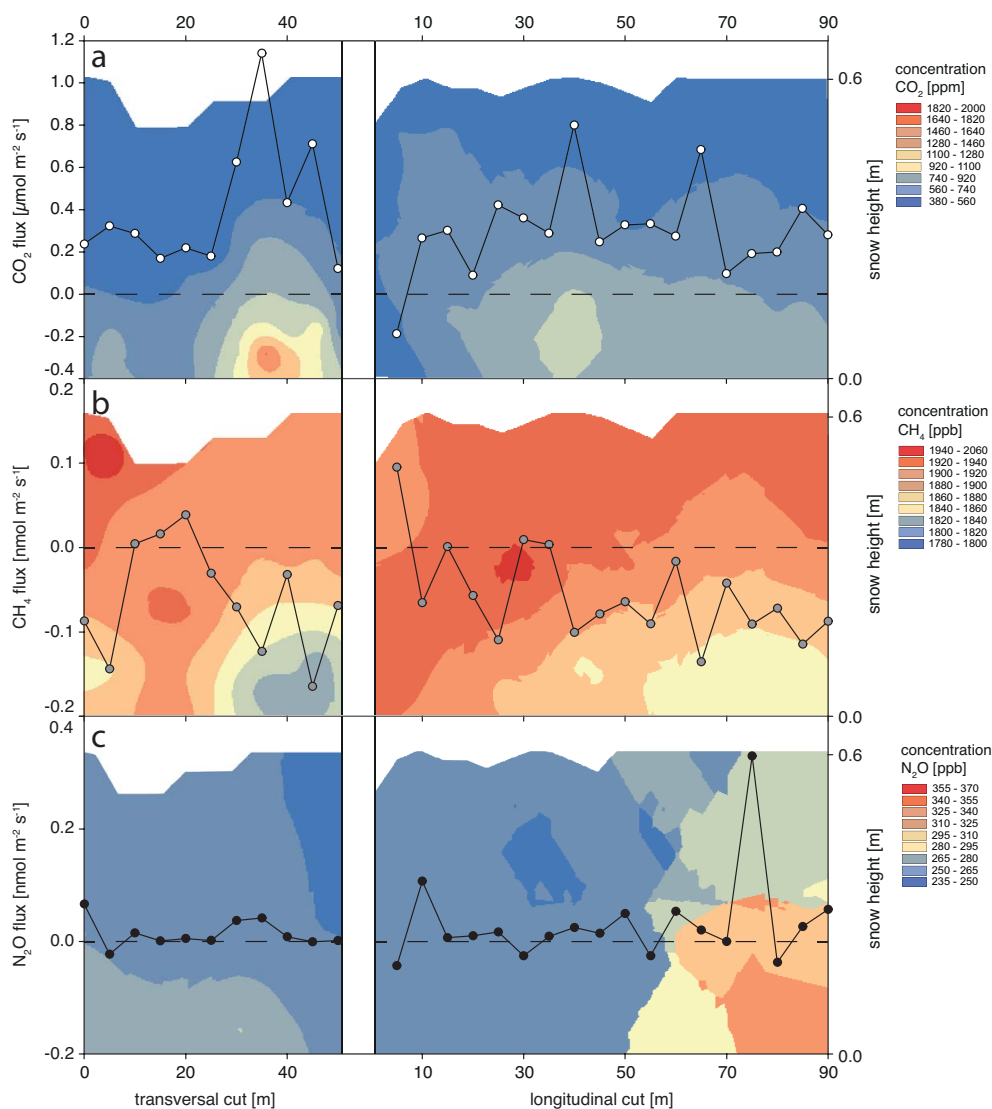 0 20 40 10 30 50 70 90
a
1.2
1.0
0.8
0.6
0.4
0.2
0.0
-0.2
-0.4
CO2 flux [µmol m-2 s-1]
0.6
0.0
snow height [m]
concentration
CO2 [ppm]
1820 - 2000
1640 - 1820
1460 - 1640
1280 - 1460
1100 - 1280
920 - 1100
740 - 920
560 - 740
380 - 560
b
0.2
0.1
0.0
-0.1
-0.2
CH4 flux [nmol m-2 s-1[
0.6
0.0
snow height [m]
concentration
CH4 [ppb]
1940 - 2060
1920 - 1940
1900 - 1920
1880 - 1900
1860 - 1880
1840 - 1860
1820 - 1840
1800 - 1820
1780 - 1800
c
0.4
0.2
0.0
-0.2
N2O flux [nmol m-2 s-1]
0.6
0.0
snow height [m]
concentration
N2O [ppb]
355 - 370
340 - 355
325 - 340
310 - 325
295 - 310
280 - 295
265 - 280
250 - 265
235 - 250
0 20 40 10 30 50 70 90
transversal cut [m] longitudinal cut [m]